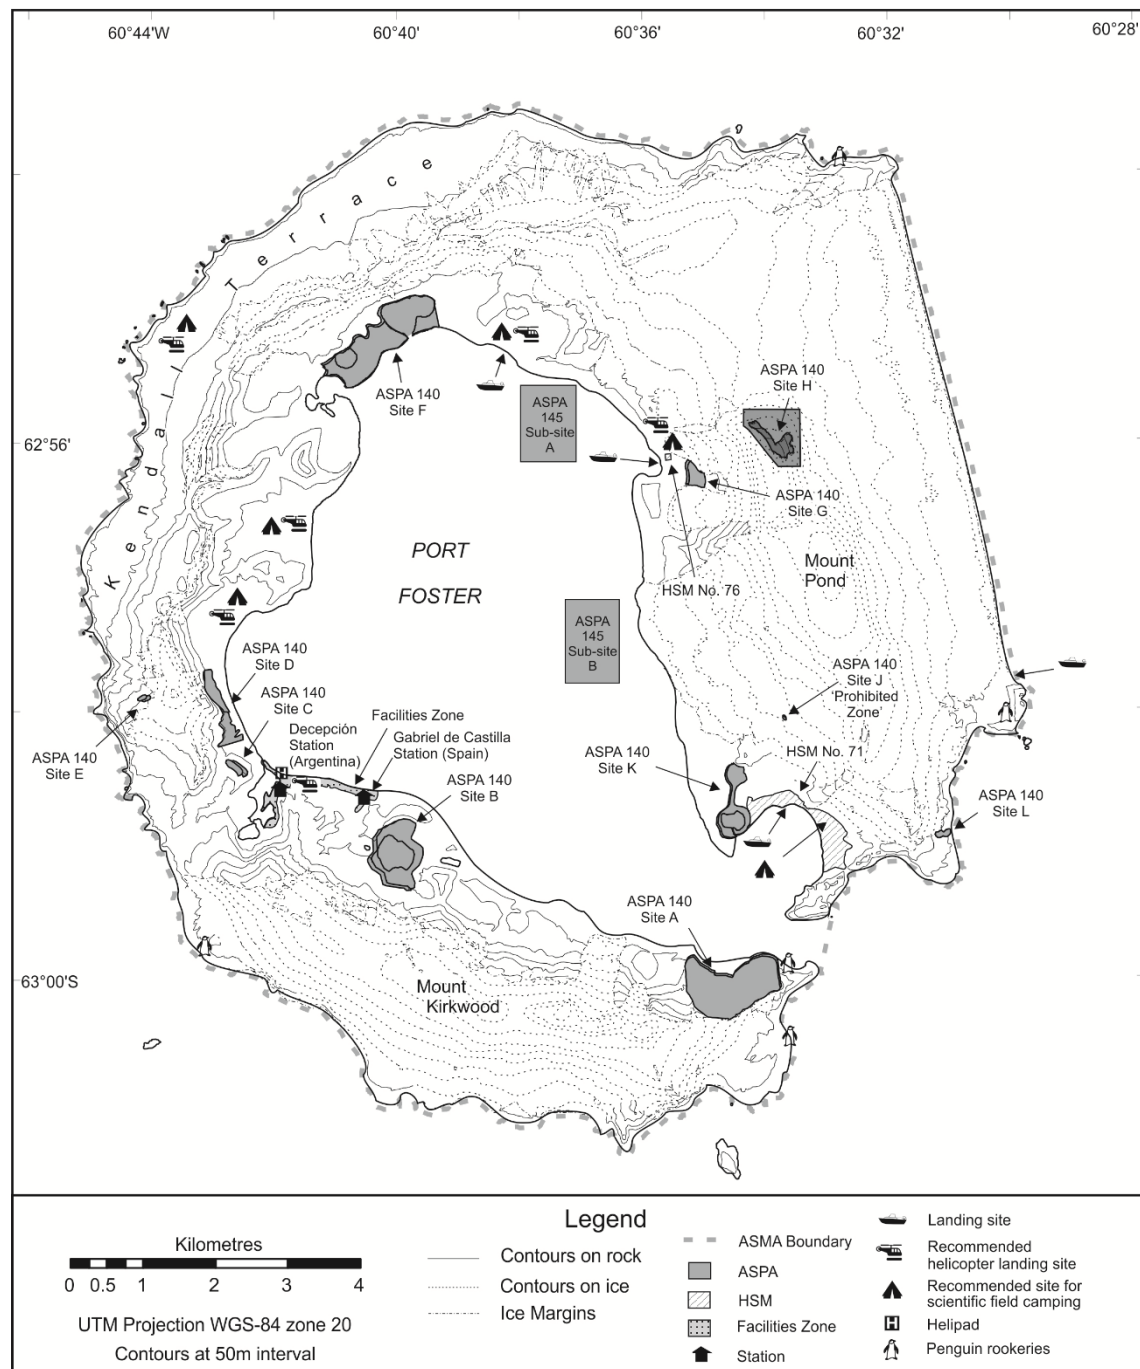 60°44'W
60°40'
60°36'
60°32'
60°28'
Kendall Terrace
ASPA 140
Site F
ASPA
145
Sub-site
A
ASPA 140
Site H
62°56'
ASPA 140
Site G
PORT
FOSTER
HSM No. 76
Mount
Pond
ASPA
145
Sub-site
B
ASPA 140
Site D
ASPA 140
Site C
ASPA 140
Site J
'Prohibited
Zone'
ASPA 140
Site E
Decepción
Station
(Argentina)
Facilities Zone
Gabriel de Castilla
Station (Spain)
ASPA 140
Site B
H
ASPA 140
Site K
HSM No. 71
ASPA 140
Site L
ASPA 140
Site A
63°00'S
Mount
Kirkwood
Legend
Kilometres
0 0.5 1 2 3 4
UTM Projection WGS-84 zone 20
Contours at 50m interval
Contours on rock
Contours on ice
Ice Margins
ASMA Boundary
ASPA
HSM
Facilities Zone
Station
Landing site
Recommended
helicopter landing site
Recommended site for
scientific field camping
H
Helipad
Penguin rookeries